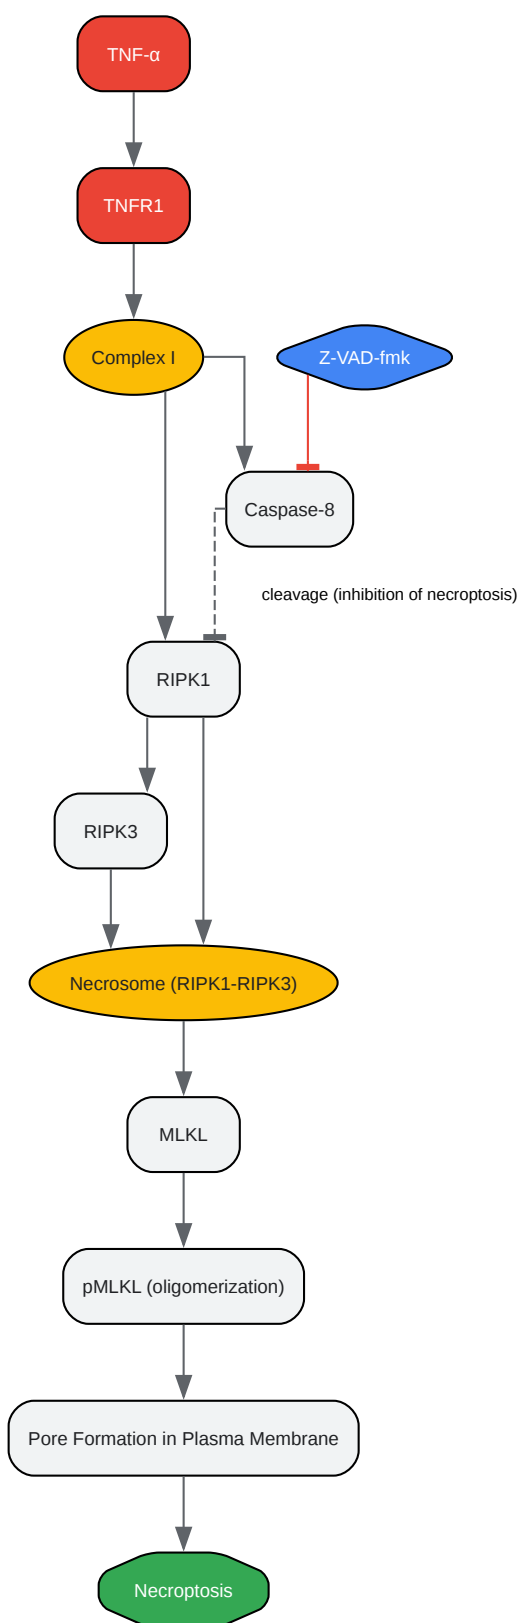 TNF-α
TNFR1
Complex I
Z-VAD-fmk
Caspase-8
cleavage (inhibition of necroptosis)
RIPK1
RIPK3
Necrosome (RIPK1-RIPK3)
MLKL
pMLKL (oligomerization)
Pore Formation in Plasma Membrane
Necroptosis